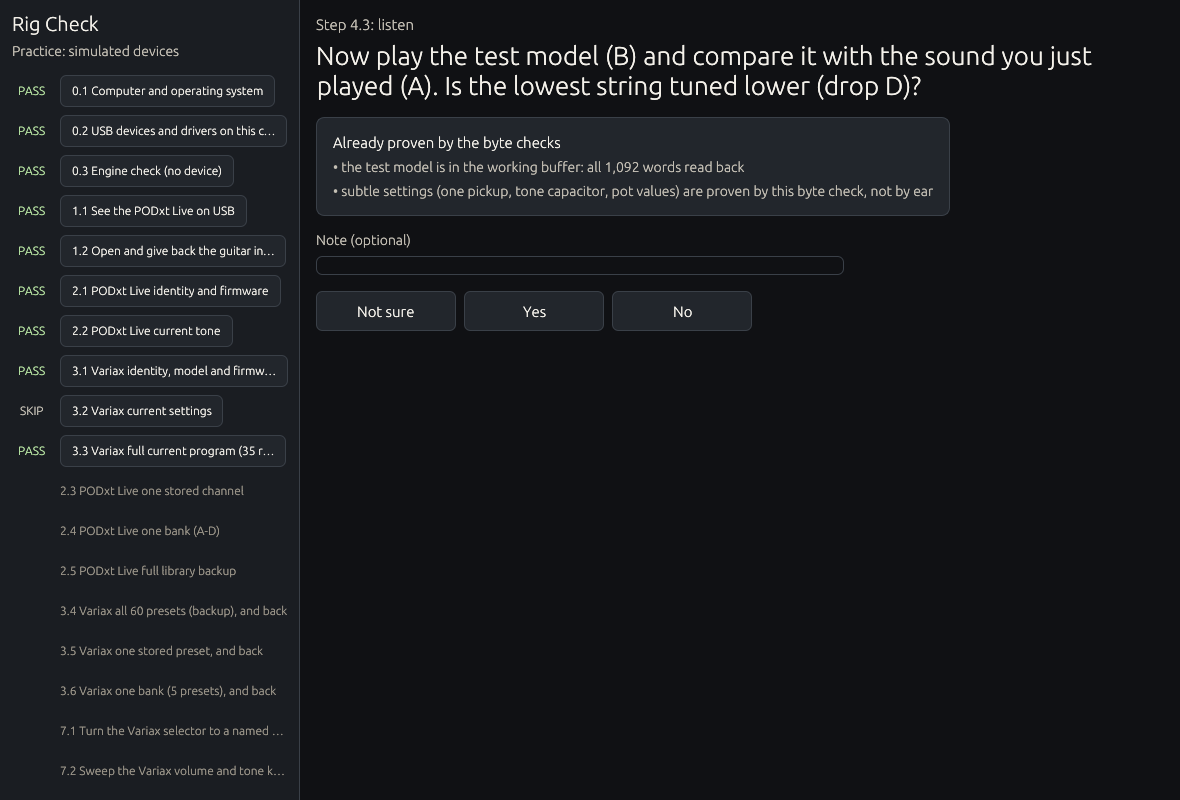 Rig Check
Practice: simulated devices
PASS 0.1 Computer and operating system
PASS 0.2 USB devices and drivers on this c...
PASS 0.3 Engine check (no device)
PASS 1.1 See the PODxt Live on USB
PASS 1.2 Open and give back the guitar in...
PASS 2.1 PODxt Live identity and firmware
PASS 2.2 PODxt Live current tone
PASS 3.1 Variax identity, model and firmw...
SKIP 3.2 Variax current settings
PASS 3.3 Variax full current program (35 r...
2.3 PODxt Live one stored channel
2.4 PODxt Live one bank (A-D)
2.5 PODxt Live full library backup
3.4 Variax all 60 presets (backup), and back
3.5 Variax one stored preset, and back
3.6 Variax one bank (5 presets), and back
7.1 Turn the Variax selector to a named ...
7.2 Sweep the Variax volume and tone k...
Step 4.3: listen
Now play the test model (B) and compare it with the sound you just
played (A). Is the lowest string tuned lower (drop D)?
Already proven by the byte checks
• the test model is in the working buffer: all 1,092 words read back
• subtle settings (one pickup, tone capacitor, pot values) are proven by this byte check, not by ear
Note (optional)
Not sure Yes No